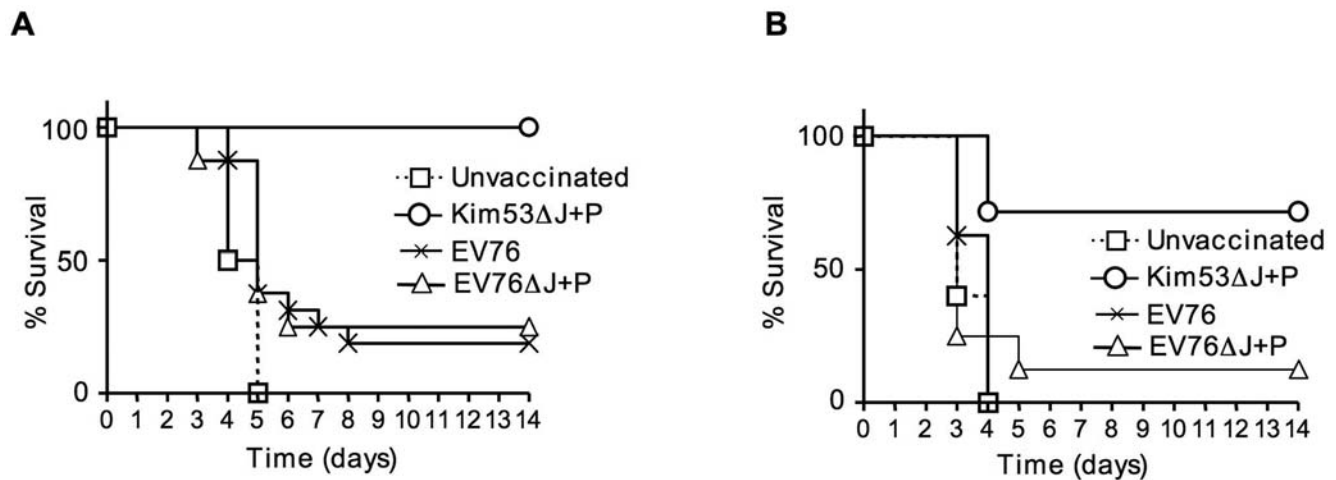 A
% Survival
100
50
0
Unvaccinated
Kim53ΔJ+P
EV76
EV76ΔJ+P
0 1 2 3 4 5 6 7 8 9 10 11 12 13 14
Time (days)
B
% Survival
100
50
0
Unvaccinated
Kim53ΔJ+P
EV76
EV76ΔJ+P
0 1 2 3 4 5 6 7 8 9 10 11 12 13 14
Time (days)